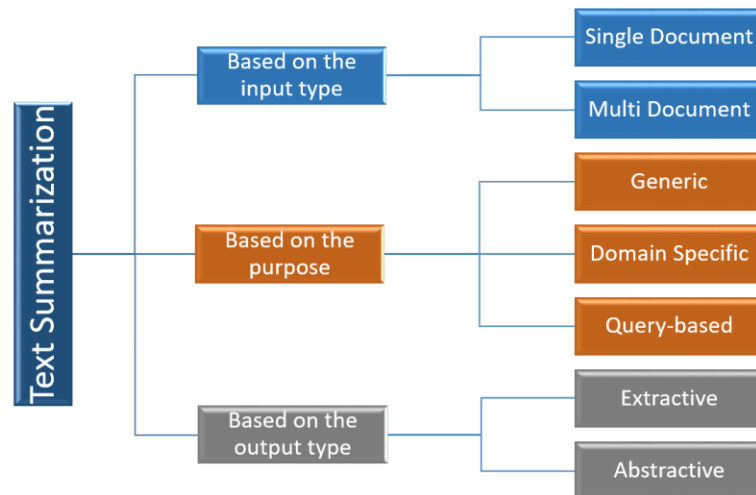 Text Summarization
Based on the
input type
Single Document
Multi Document
Based on the
purpose
Generic
Domain Specific
Query-based
Based on the
output type
Extractive
Abstractive